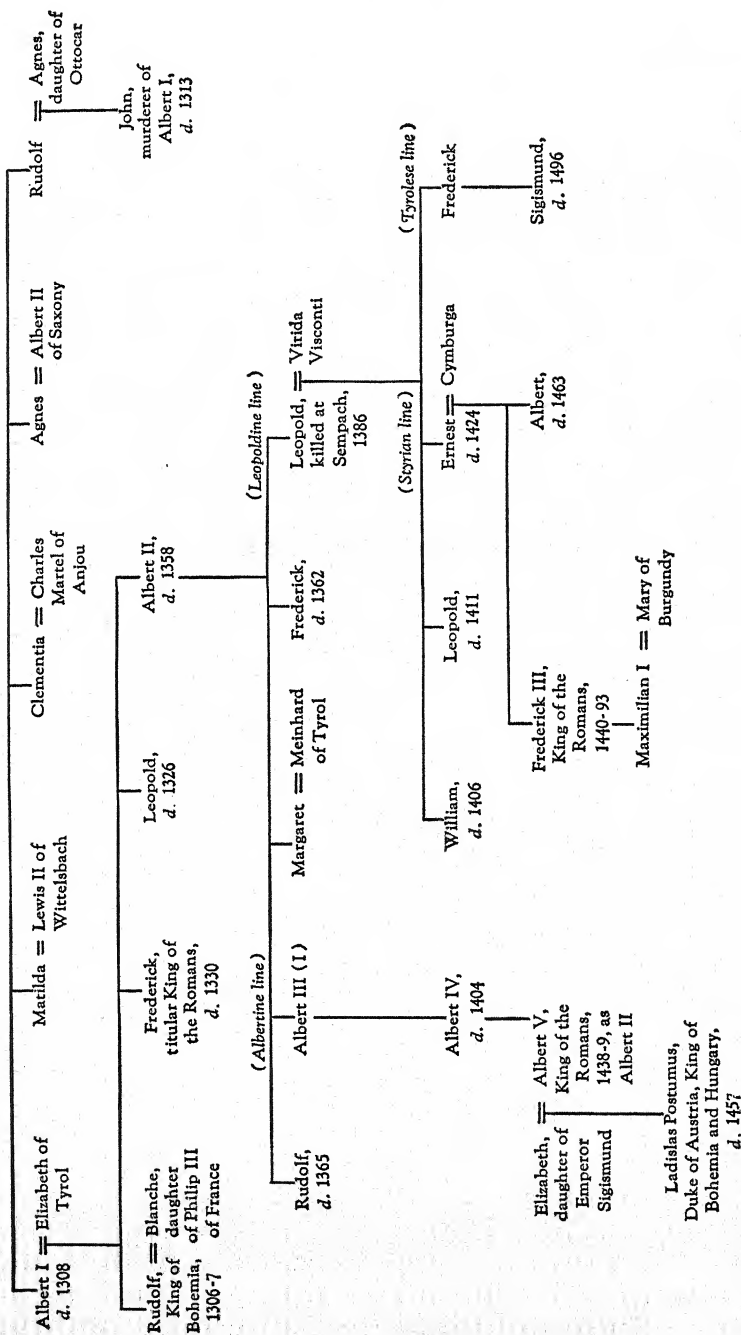 Albert I = Elizabeth of
d. 1308 Tyrol
Matilda = Lewis II of
Wittelsbach
Clementia = Charles
Martel of
Anjou
Agnes = Albert II
of Saxony
Rudolf = Agnes,
daughter of
Ottocar
John,
murderer of
Albert I,
d. 1313
Rudolf, = Blanche,
King of daughter
Bohemia, of Philip III
1306-7 of France
Frederick,
titular King of
the Romans,
d. 1330
Leopold,
d. 1326
Albert II,
d. 1358
(Albertine line)
(Leopoldine line)
Rudolf,
d. 1365
Albert III (I)
Margaret = Meinhard
of Tyrol
Frederick,
d. 1362
Leopold, = Virida
killed at Visconti
Sempach,
1386
(Styrian line)
(Tyrolese line)
Albert IV,
d. 1404
William,
d. 1406
Leopold,
d. 1411
Ernest = Cymburga
d. 1424
Frederick
Elizabeth, = Albert V,
daughter of King of the
Emperor Romans,
Sigismund 1438-9, as
Albert II
Frederick III,
King of the
Romans,
1440-93
Albert,
d. 1463
Sigismund,
d. 1496
Ladislas Postumus,
Duke of Austria, King of
Bohemia and Hungary,
d. 1457
Maximilian I = Mary of
Burgundy